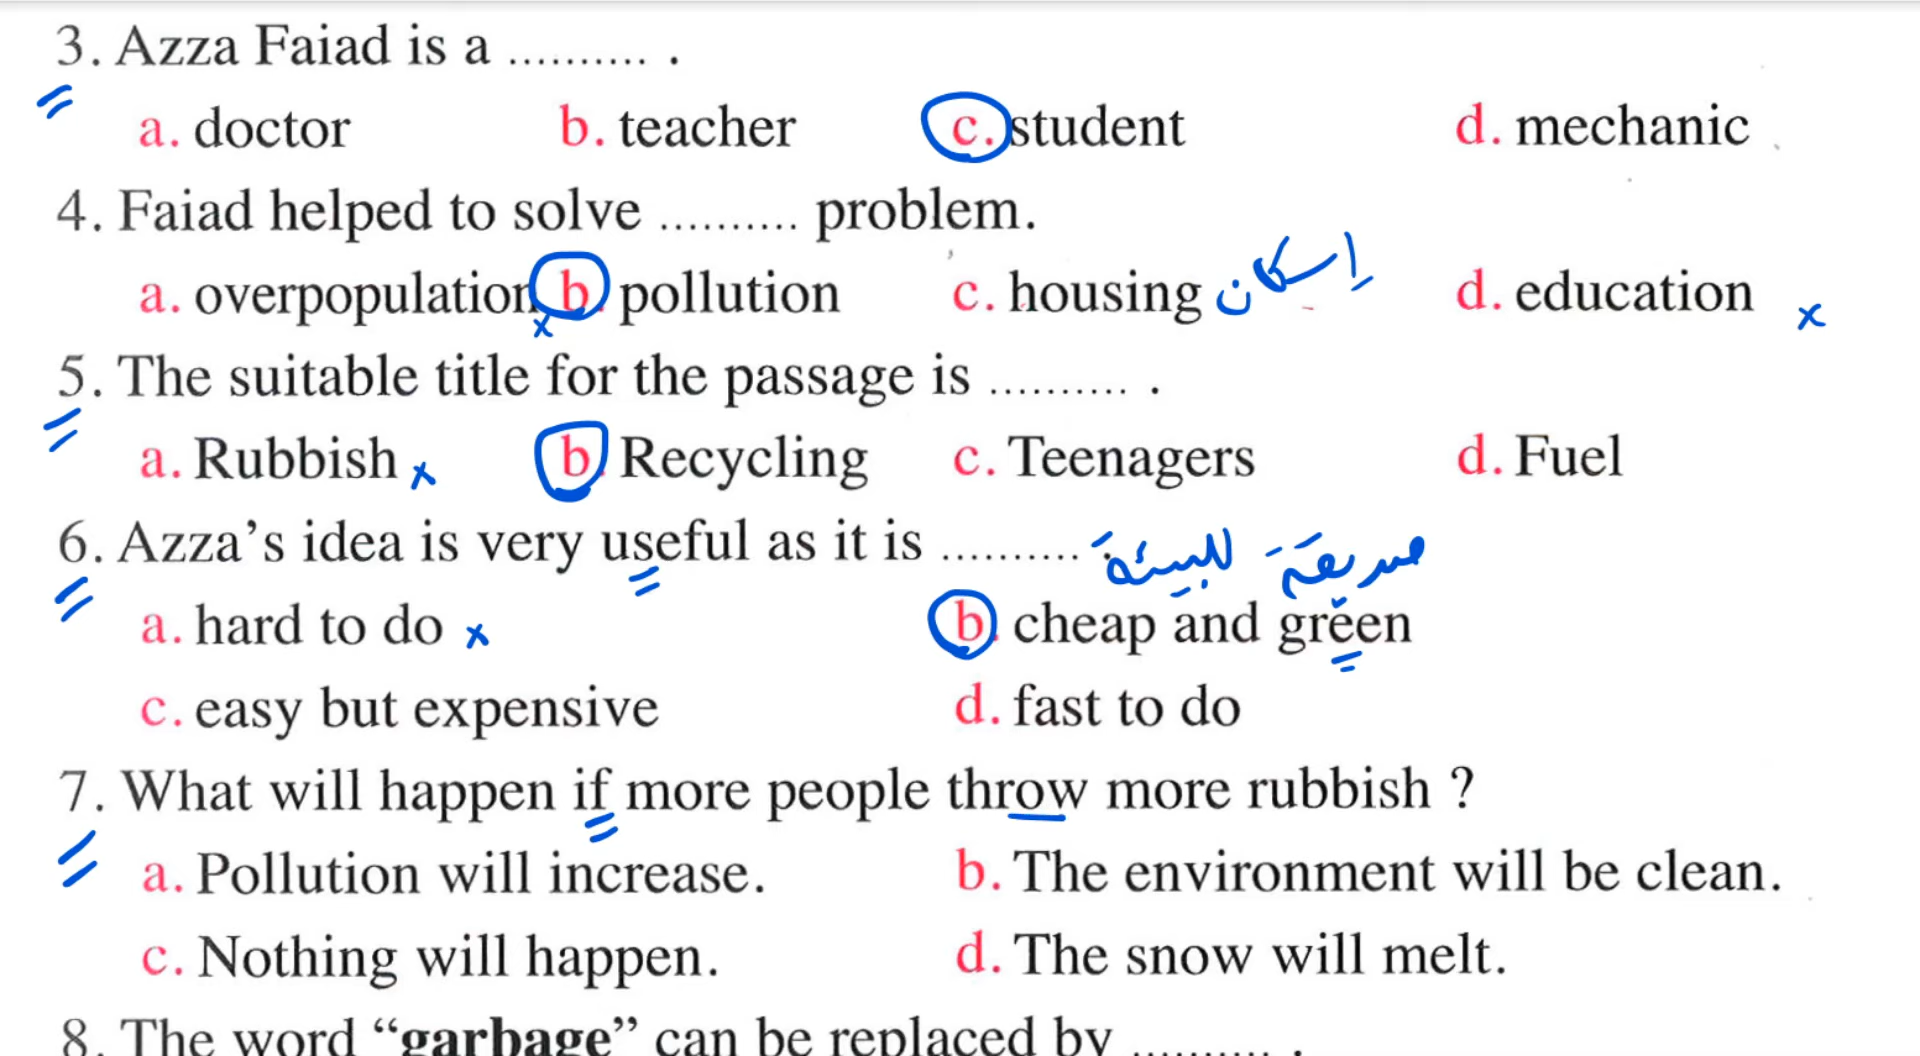 3. Azza Faiad is a .......... .
a. doctor b. teacher c. student d. mechanic
4. Faiad helped to solve .......... problem.
a. overpopulation b. pollution c. housing إسكان d. education x
5. The suitable title for the passage is .......... .
a. Rubbish x b. Recycling c. Teenagers d. Fuel
6. Azza's idea is very useful as it is .......... . صديقة للبيئة
a. hard to do x b. cheap and green
c. easy but expensive d. fast to do
7. What will happen if more people throw more rubbish ?
a. Pollution will increase. b. The environment will be clean.
c. Nothing will happen. d. The snow will melt.
8. The word “garbage” can be replaced by .......... .